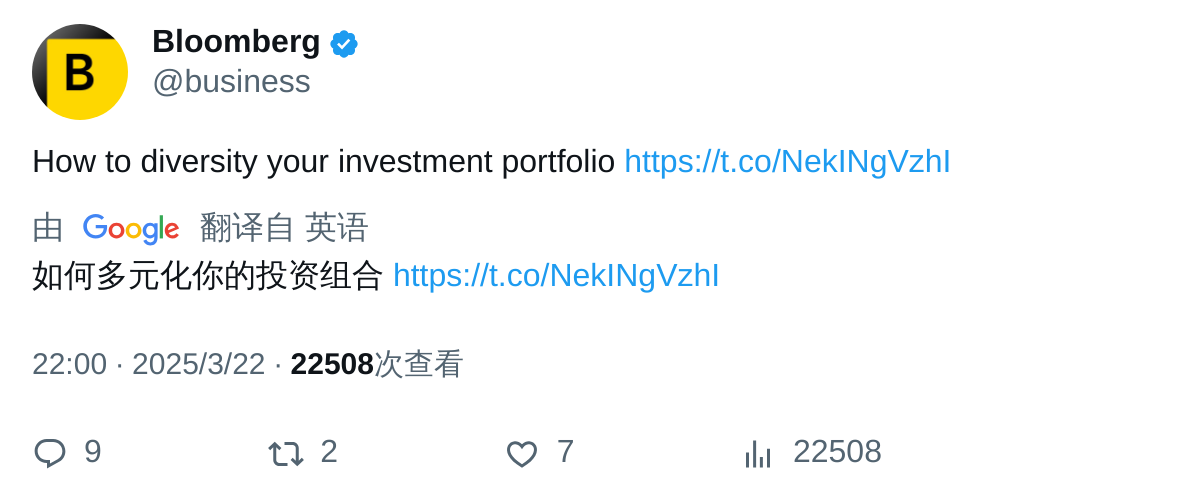 B
Bloomberg
@business
How to diversity your investment portfolio https://t.co/NekINgVzhI
由 Google 翻译自 英语
如何多元化你的投资组合 https://t.co/NekINgVzhI
22:00 · 2025/3/22 · 22508次查看
9 2 7 22508